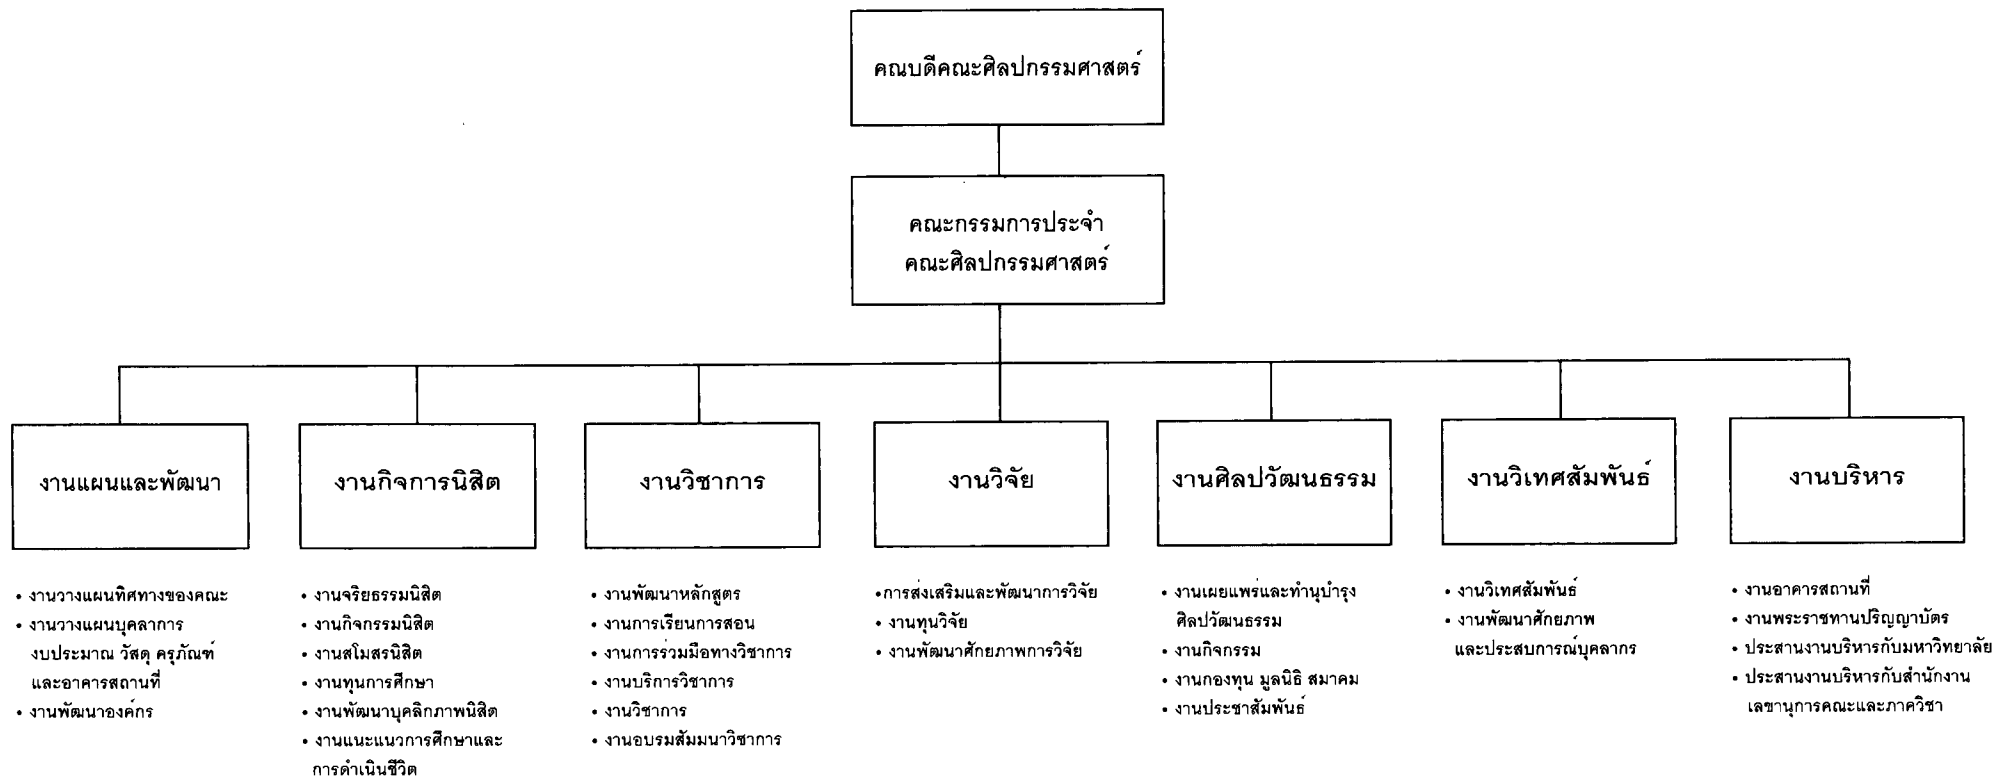 คณบดีคณะศิลปกรรมศาสตร์
คณะกรรมการประจำ
คณะศิลปกรรมศาสตร์
งานแผนและพัฒนา
• งานวางแผนทิศทางของคณะ
• งานวางแผนบุคลาการ
งบประมาณ วัสดุ ครุภัณฑ์
และอาคารสถานที่
• งานพัฒนาองค์กร
งานกิจการนิสิต
• งานจริยธรรมนิสิต
• งานกิจกรรมนิสิต
• งานสโมสรนิสิต
• งานทุนการศึกษา
• งานพัฒนาบุคลิกภาพนิสิต
• งานแนะแนวการศึกษาและ
การดำเนินชีวิต
งานวิชาการ
• งานพัฒนาหลักสูตร
• งานการเรียนการสอน
• งานการร่วมมือทางวิชาการ
• งานบริการวิชาการ
• งานวิชาการ
• งานอบรมสัมมนาวิชาการ
งานวิจัย
•การส่งเสริมและพัฒนาการวิจัย
• งานทุนวิจัย
• งานพัฒนาศักยภาพการวิจัย
งานศิลปวัฒนธรรม
• งานเผยแพร่และทำนุบำรุง
ศิลปวัฒนธรรม
• งานกิจกรรม
• งานกองทุน มูลนิธิ สมาคม
• งานประชาสัมพันธ์
งานวิเทศสัมพันธ์
• งานวิเทศสัมพันธ์
• งานพัฒนาศักยภาพ
และประสบการณ์บุคลากร
งานบริหาร
• งานอาคารสถานที่
• งานพระราชทานปริญญาบัตร
• ประสานงานบริหารกับมหาวิทยาลัย
• ประสานงานบริหารกับสำนักงาน
เลขานุการคณะและภาควิชา